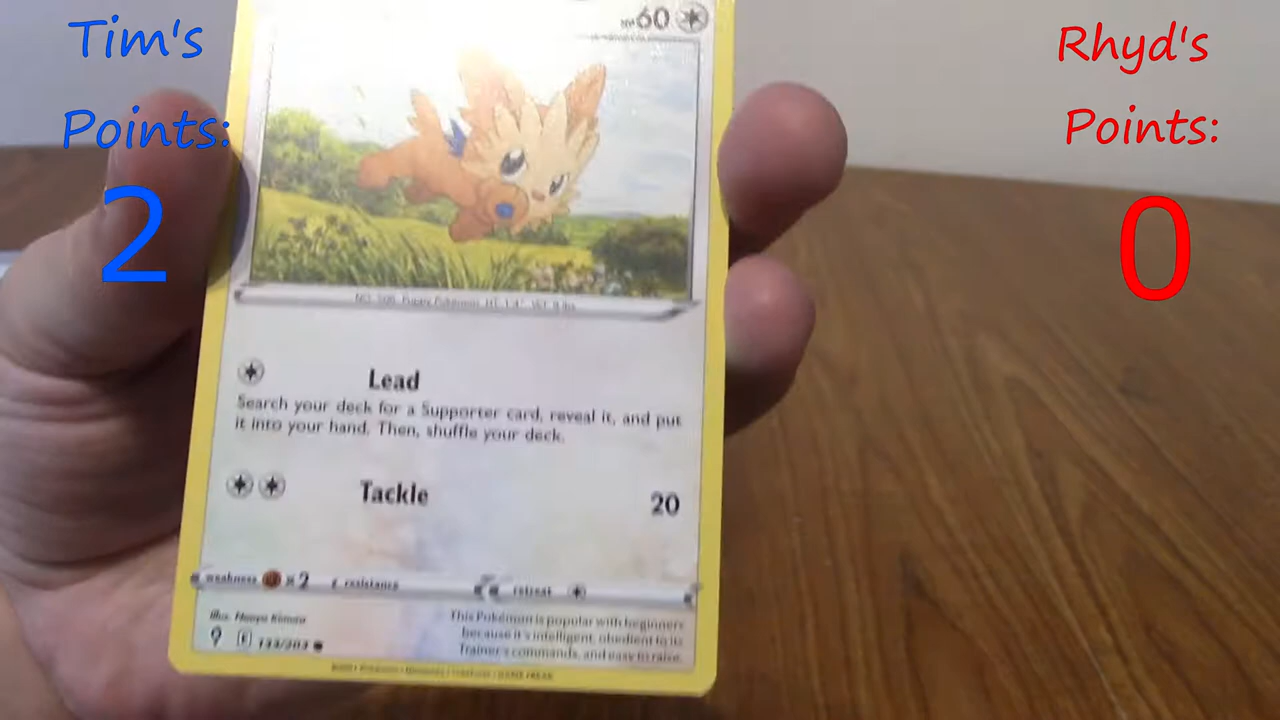 Tim's
Points:
2
Rhyd's
Points:
0
60
Lead
Search your deck for a Supporter card, reveal it, and put
it into your hand. Then, shuffle your deck.
Tackle
20
weakness ×2 resistance retreat
This Pokémon is popular with beginners
because it's intelligent, obedient to its
Trainer's commands, and easy to raise.